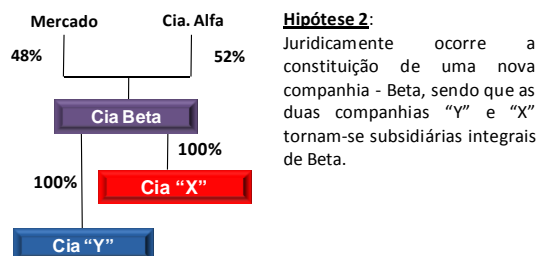 Mercado
Cia. Alfa
48%
52%
Cia Beta
100%
100%
Cia “X”
Cia “Y”
Hipótese 2:
Juridicamente ocorre a
constituição de uma nova
companhia - Beta, sendo que as
duas companhias “Y” e “X”
tornam-se subsidiárias integrais
de Beta.